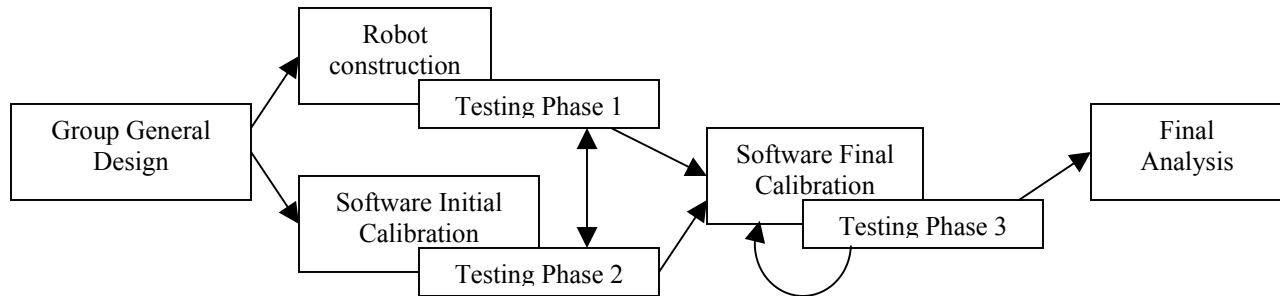 Group General
Design
Robot
construction
Testing Phase 1
Software Initial
Calibration
Testing Phase 2
Software Final
Calibration
Testing Phase 3
Final
Analysis